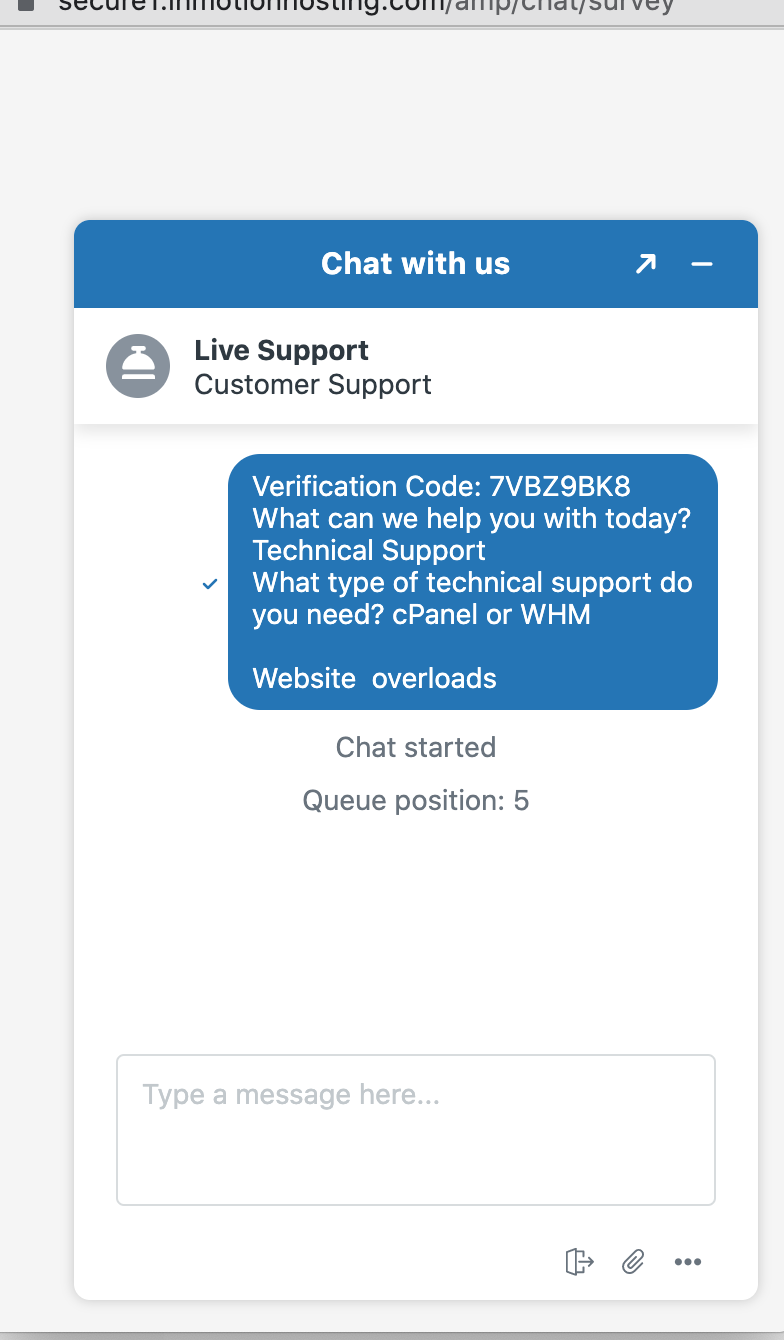 secure1.inmotionhosting.com/amp/chat/survey
Chat with us
Live Support
Customer Support
Verification Code: 7VBZ9BK8
What can we help you with today?
Technical Support
What type of technical support do
you need? cPanel or WHM
Website  overloads
Chat started
Queue position: 5
Type a message here...